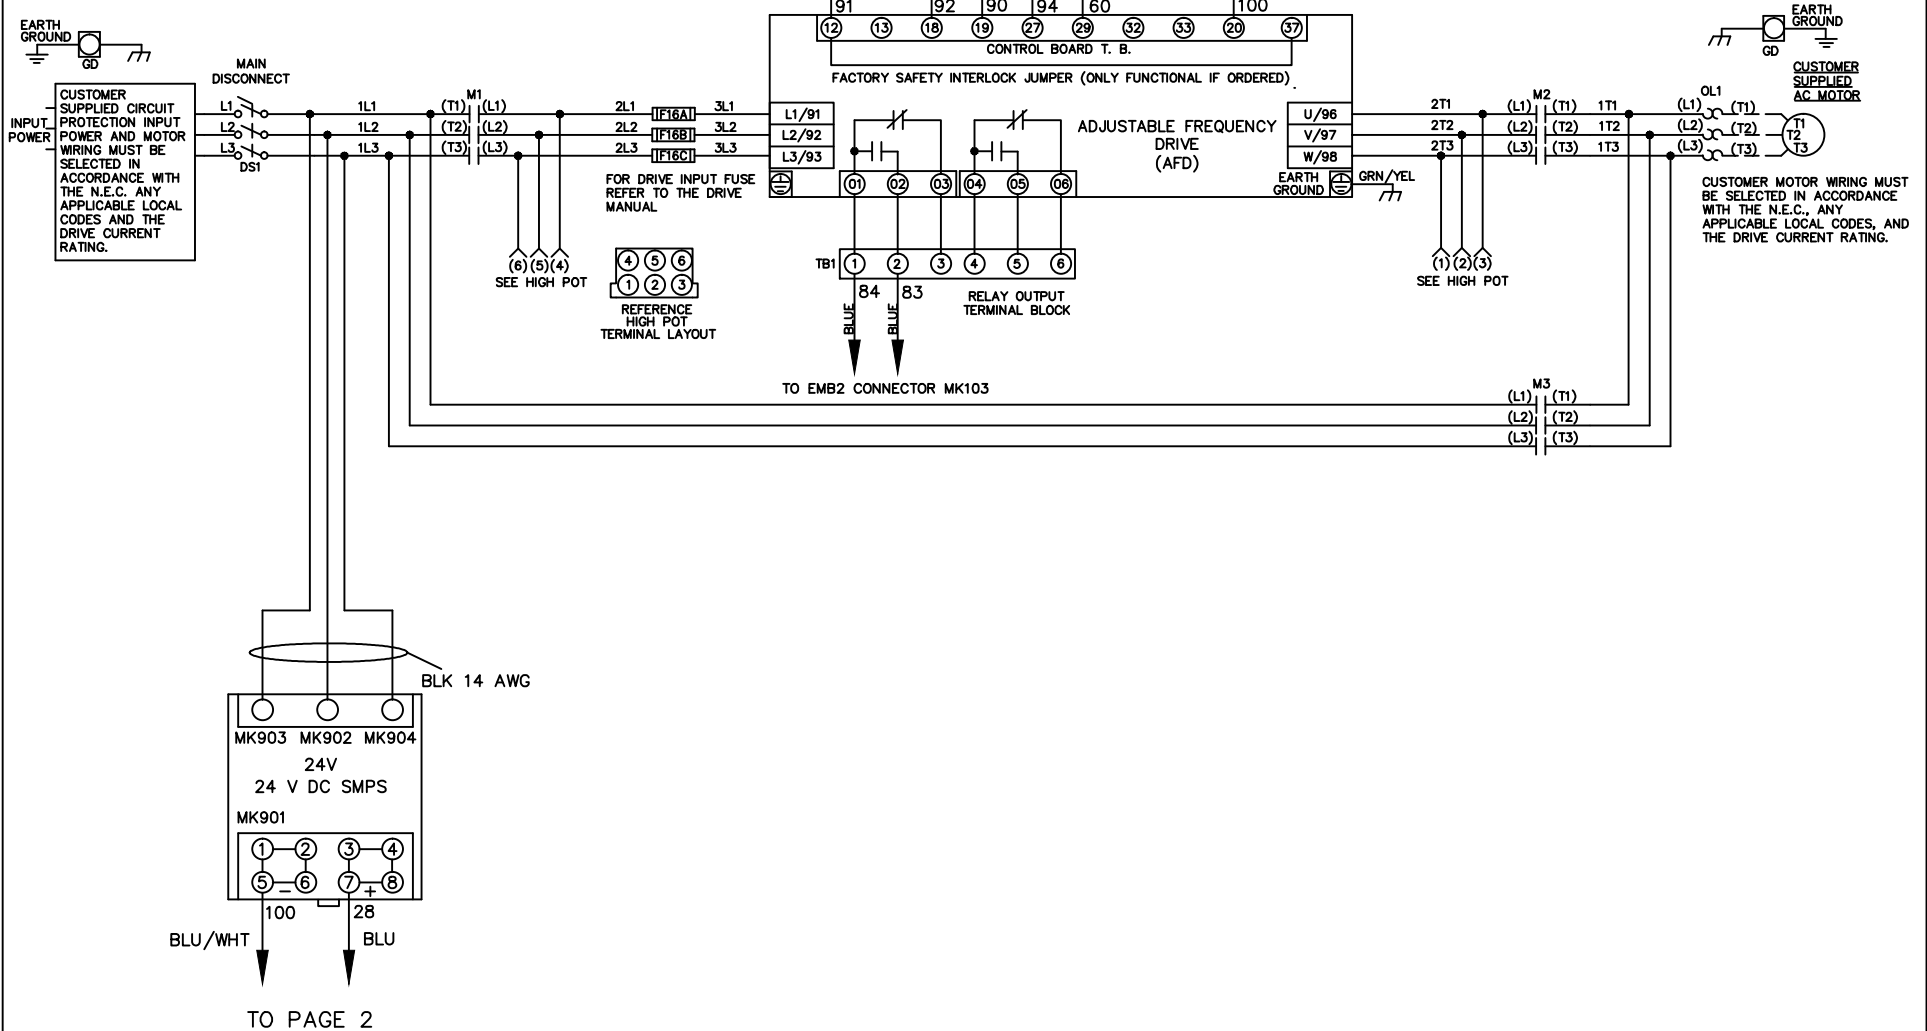 91 92 90 94 60 100
12 13 18 19 27 29 32 33 20 37
CONTROL BOARD T. B.
FACTORY SAFETY INTERLOCK JUMPER (ONLY FUNCTIONAL IF ORDERED)
EARTH
GROUND
GD
EARTH
GROUND
GD
MAIN
DISCONNECT
L1
L2
L3
DS1
INPUT
POWER
CUSTOMER
SUPPLIED CIRCUIT
PROTECTION INPUT
POWER AND MOTOR
WIRING MUST BE
SELECTED IN
ACCORDANCE WITH
THE N.E.C. ANY
APPLICABLE LOCAL
CODES AND THE
DRIVE CURRENT
RATING.
1L1
1L2
1L3
M1
(T1) (L1)
(T2) (L2)
(T3) (L3)
2L1 F16A 3L1
2L2 F16B 3L2
2L3 F16C 3L3
FOR DRIVE INPUT FUSE
REFER TO THE DRIVE
MANUAL
(6) (5) (4)
SEE HIGH POT
4 5 6
1 2 3
REFERENCE
HIGH POT
TERMINAL LAYOUT
L1/91
L2/92
L3/93
ADJUSTABLE FREQUENCY
DRIVE
(AFD)
U/96
V/97
W/98
EARTH
GROUND
GRN/YEL
01 02 03 04 05 06
TB1 1 2 3 4 5 6
84 83
BLUE BLUE
RELAY OUTPUT
TERMINAL BLOCK
TO EMB2 CONNECTOR MK103
2T1
2T2
2T3
(1) (2) (3)
SEE HIGH POT
M2
(L1) (T1) 1T1
(L2) (T2) 1T2
(L3) (T3) 1T3
OL1
(L1) (T1)
(L2) (T2)
(L3) (T3)
T1
T2
T3
CUSTOMER
SUPPLIED
AC MOTOR
CUSTOMER MOTOR WIRING MUST
BE SELECTED IN ACCORDANCE
WITH THE N.E.C., ANY
APPLICABLE LOCAL CODES, AND
THE DRIVE CURRENT RATING.
M3
(L1) (T1)
(L2) (T2)
(L3) (T3)
BLK 14 AWG
MK903 MK902 MK904
24V
24 V DC SMPS
MK901
1 2 3 4
5 6 7 8
− +
100 28
BLU/WHT BLU
TO PAGE 2